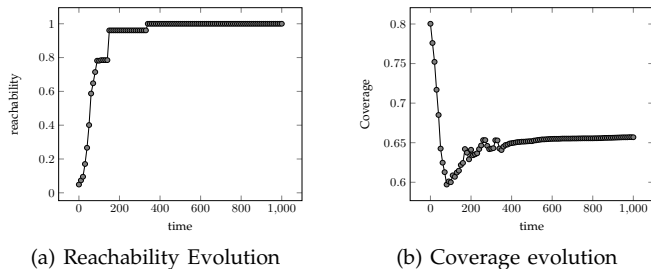 1
0.8
0.6
0.4
0.2
0
reachability
0 200 400 600 800 1,000
time
(a) Reachability Evolution
0.8
0.75
0.7
0.65
0.6
Coverage
0 200 400 600 800 1,000
time
(b) Coverage evolution